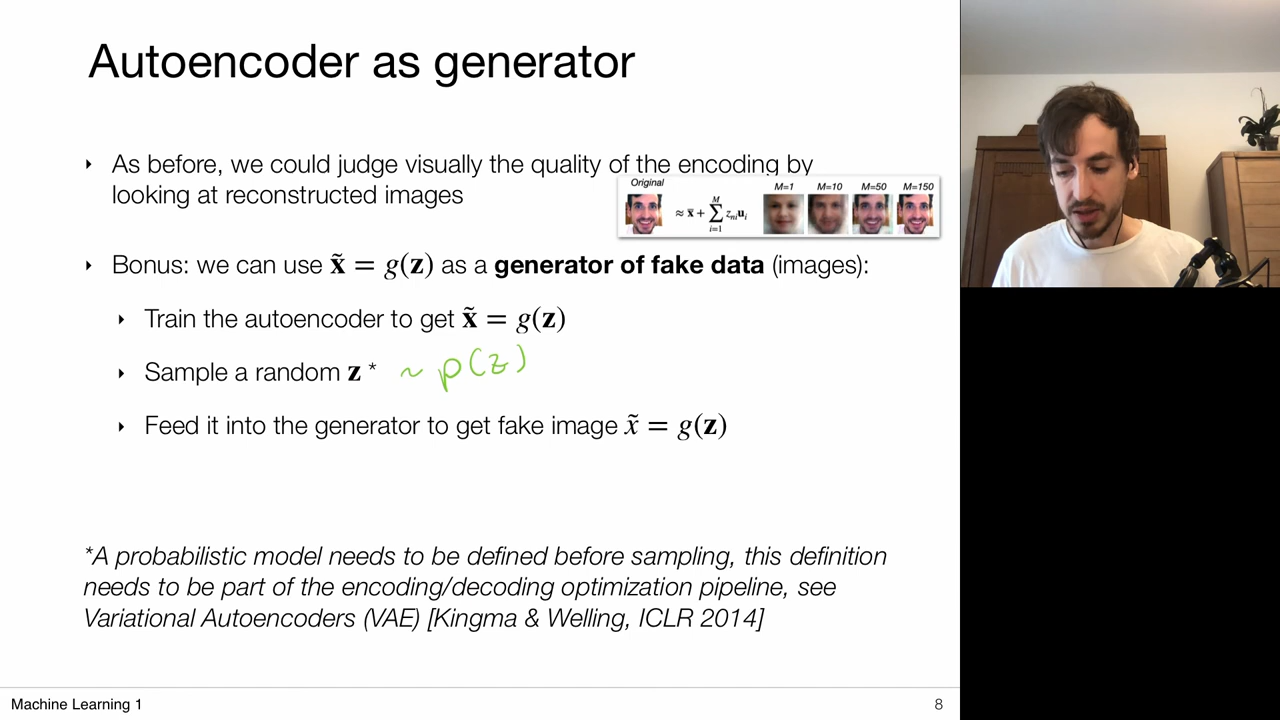 Autoencoder as generator
‣ As before, we could judge visually the quality of the encoding by
looking at reconstructed images
Original M=1 M=10 M=50 M=150
≈ x̄ + ∑_{i=1}^{M} z_{ni} u_i
‣ Bonus: we can use x̃ = g(z) as a generator of fake data (images):
‣ Train the autoencoder to get x̃ = g(z)
‣ Sample a random z * ~ p(z)
‣ Feed it into the generator to get fake image x̃ = g(z)
*A probabilistic model needs to be defined before sampling, this definition
needs to be part of the encoding/decoding optimization pipeline, see
Variational Autoencoders (VAE) [Kingma & Welling, ICLR 2014]
Machine Learning 1 8